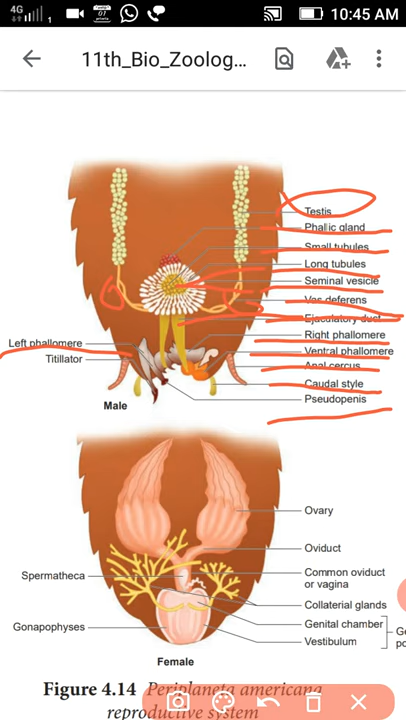 4G
1
10:45 AM
11th_Bio_Zoolog...
Testis
Phallic gland
Small tubules
Long tubules
Seminal vesicle
Vas deferens
Ejaculatory duct
Right phallomere
Ventral phallomere
Anal cercus
Caudal style
Pseudopenis
Left phallomere
Titillator
Male
Ovary
Oviduct
Common oviduct
or vagina
Collaterial glands
Genital chamber
Vestibulum
Spermatheca
Gonapophyses
Female
Figure 4.14 Periplaneta americana
reproductive system